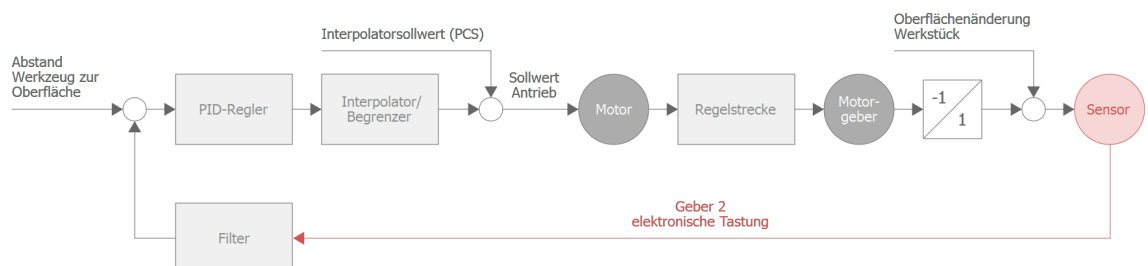 Abstand
Werkzeug zur
Oberfläche
PID-Regler
Interpolatorsollwert (PCS)
Interpolator/
Begrenzer
Sollwert
Antrieb
Motor
Regelstrecke
Motor-
geber
-1
1
Oberflächenänderung
Werkstück
Sensor
Geber 2
elektronische Tastung
Filter